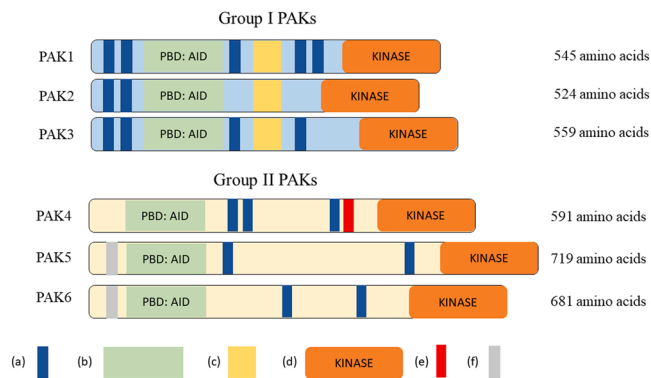 Group I PAKs
PAK1 PBD: AID KINASE 545 amino acids
PAK2 PBD: AID KINASE 524 amino acids
PAK3 PBD: AID KINASE 559 amino acids
Group II PAKs
PAK4 PBD: AID KINASE 591 amino acids
PAK5 PBD: AID KINASE 719 amino acids
PAK6 PBD: AID KINASE 681 amino acids
(a) (b) (c) (d) KINASE (e) (f)